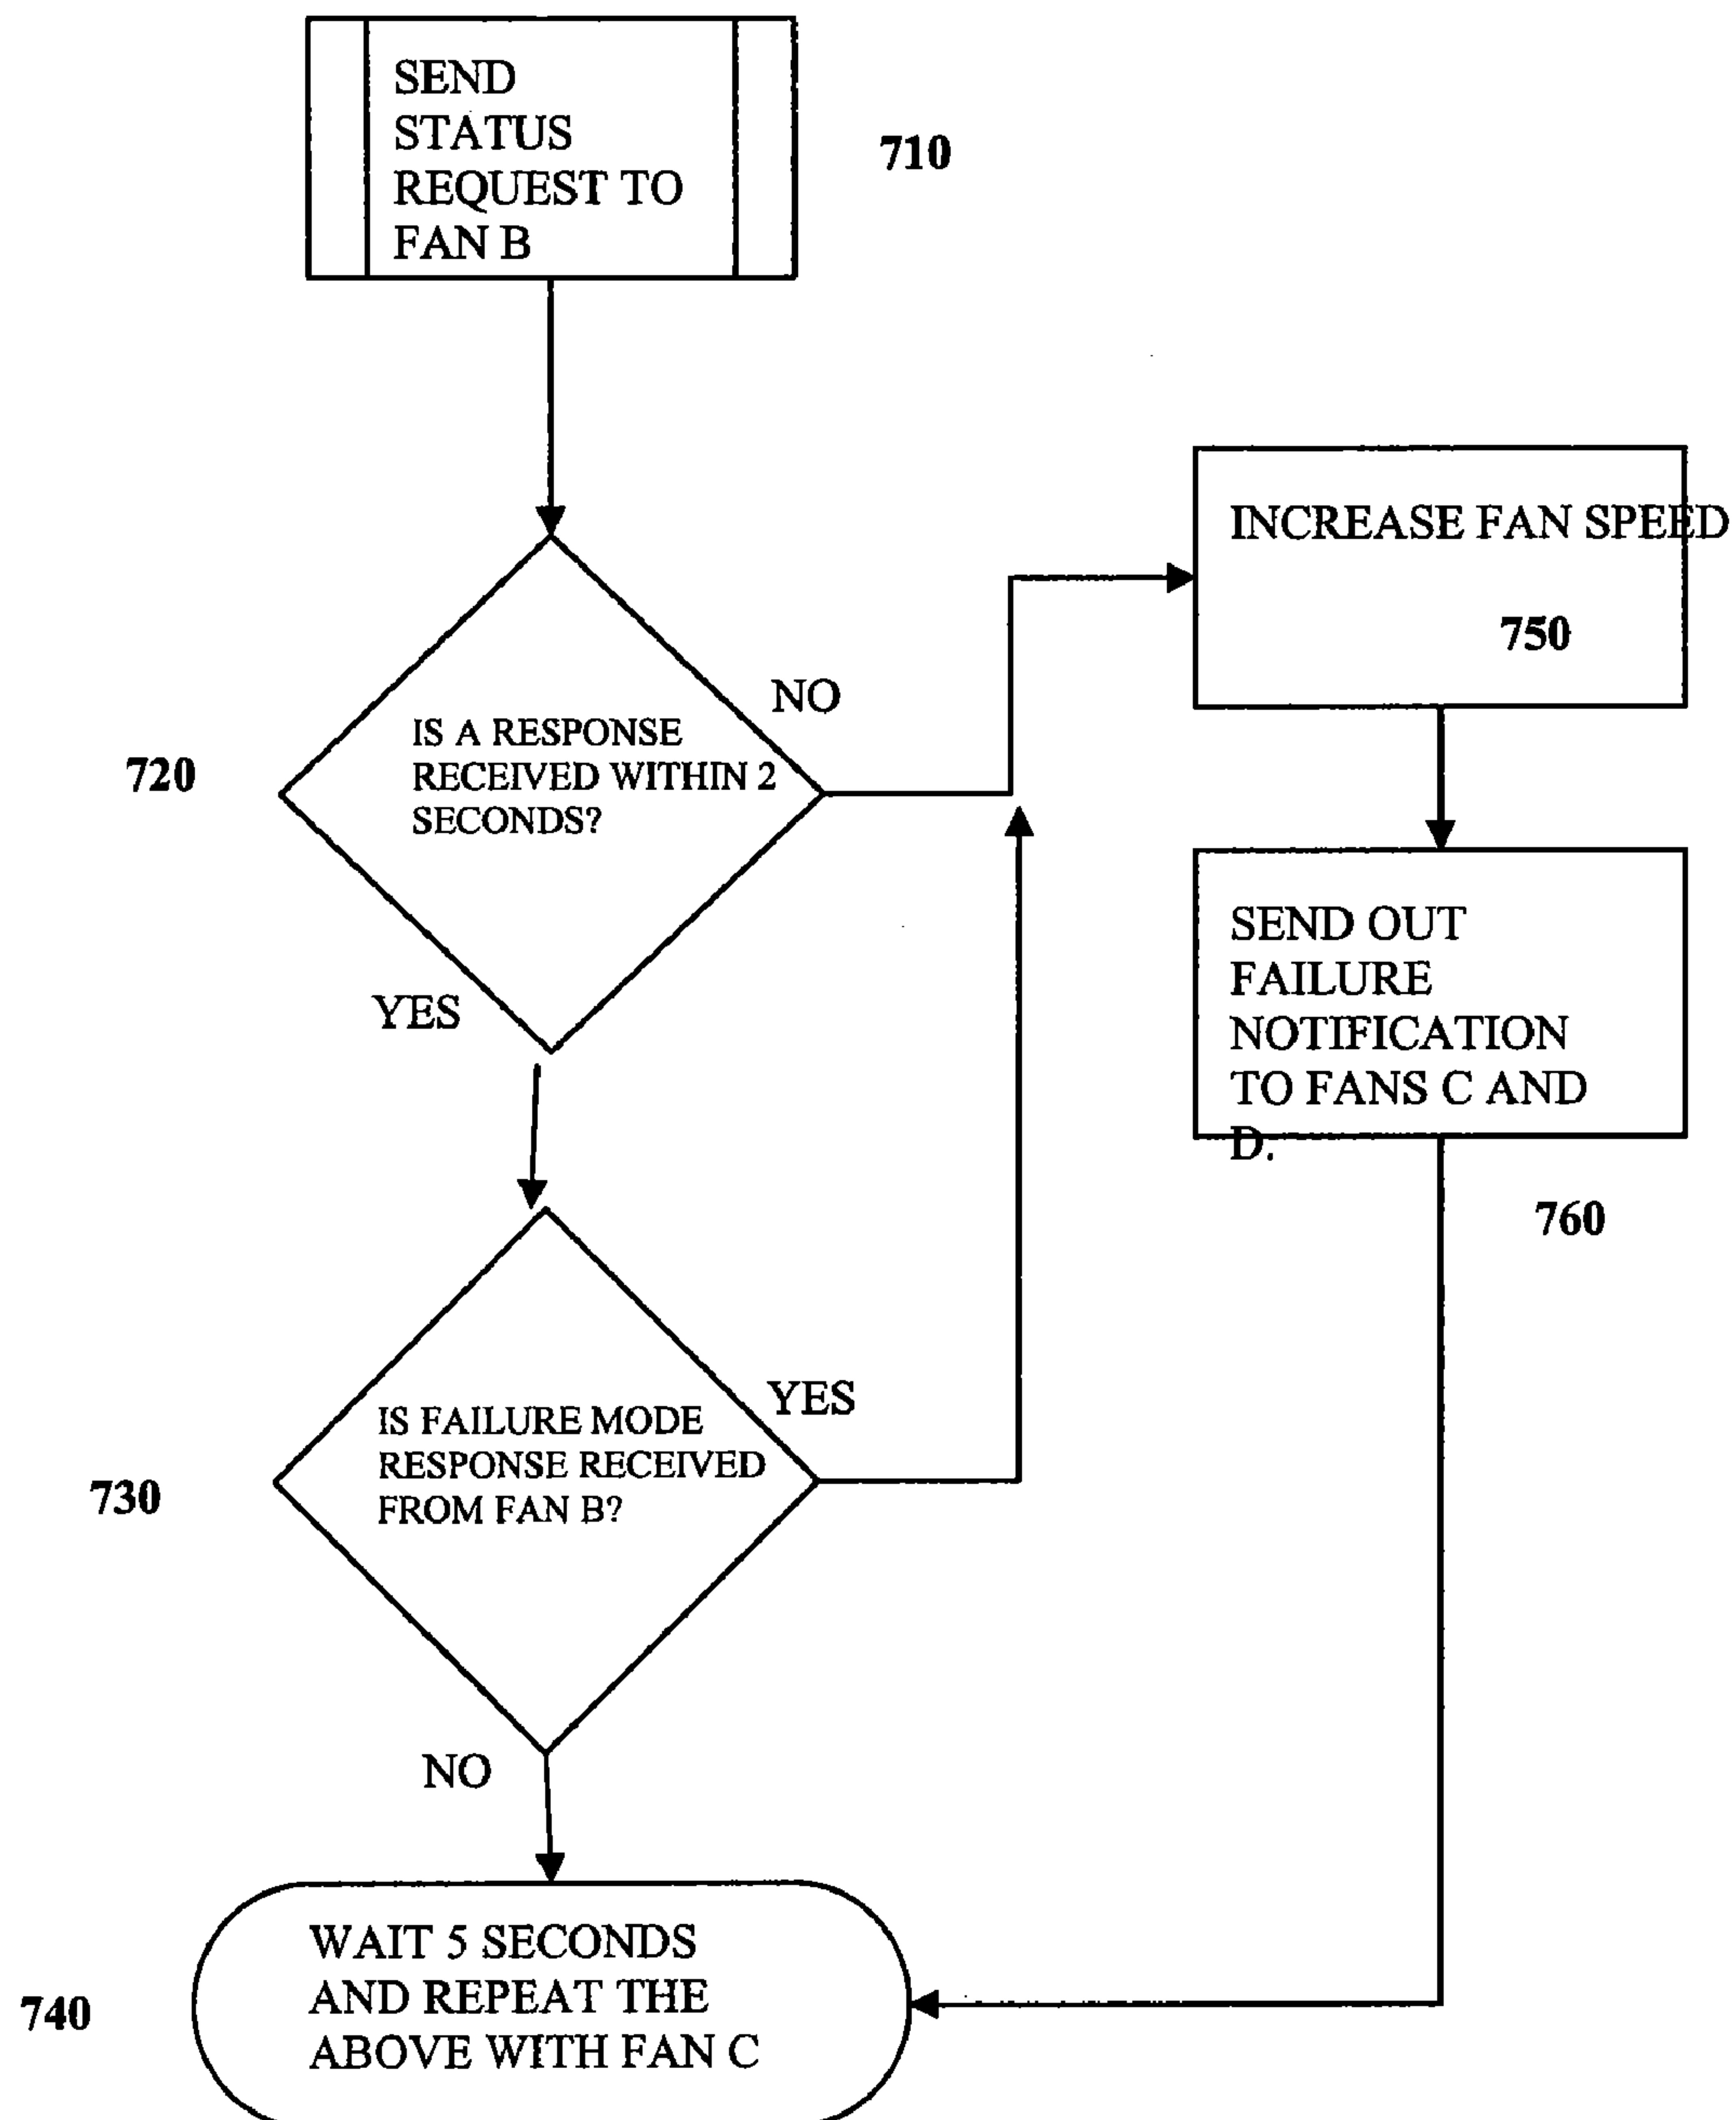 SEND
STATUS
REQUEST TO
FAN B
710
INCREASE FAN SPEED
750
NO
IS A RESPONSE
RECEIVED WITHIN 2
SECONDS?
720
YES
SEND OUT
FAILURE
NOTIFICATION
TO FANS C AND
D.
760
YES
IS FAILURE MODE
RESPONSE RECEIVED
FROM FAN B?
730
NO
WAIT 5 SECONDS
AND REPEAT THE
ABOVE WITH FAN C
740